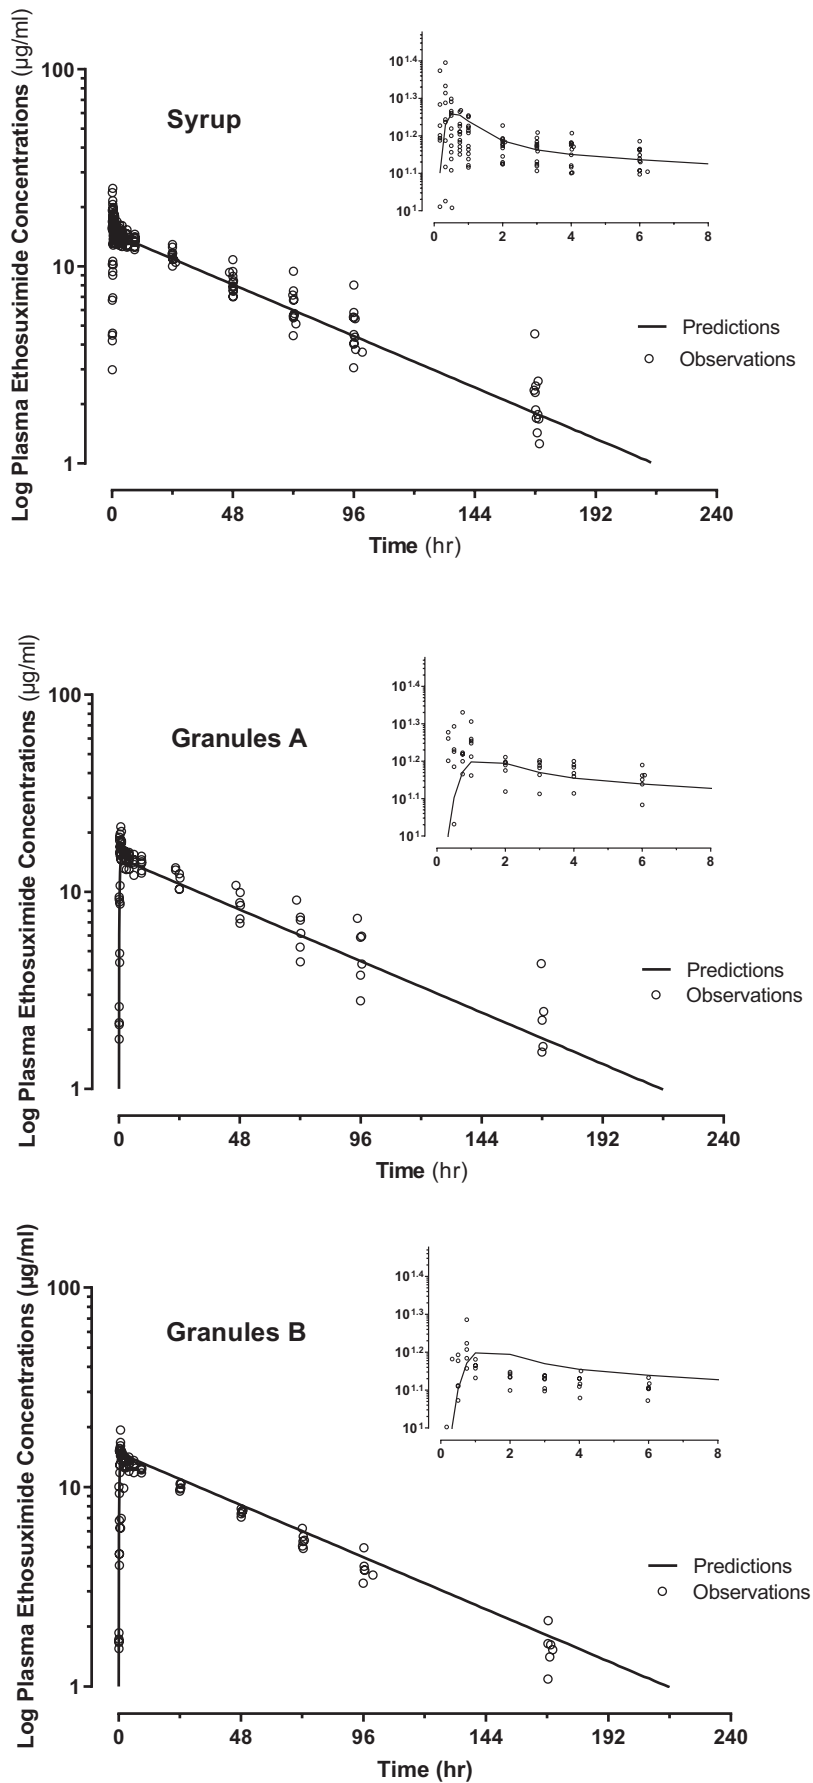 Log Plasma Ethosuximide Concentrations (µg/ml)
100
10
1
Syrup
10^1.4
10^1.3
10^1.2
10^1.1
10^1
0 2 4 6 8
Predictions
Observations
0 48 96 144 192 240
Time (hr)
Log Plasma Ethosuximide Concentrations (µg/ml)
100
10
1
Granules A
10^1.4
10^1.3
10^1.2
10^1.1
10^1
0 2 4 6 8
Predictions
Observations
0 48 96 144 192 240
Time (hr)
Log Plasma Ethosuximide Concentrations (µg/ml)
100
10
1
Granules B
10^1.4
10^1.3
10^1.2
10^1.1
10^1
0 2 4 6 8
Predictions
Observations
0 48 96 144 192 240
Time (hr)